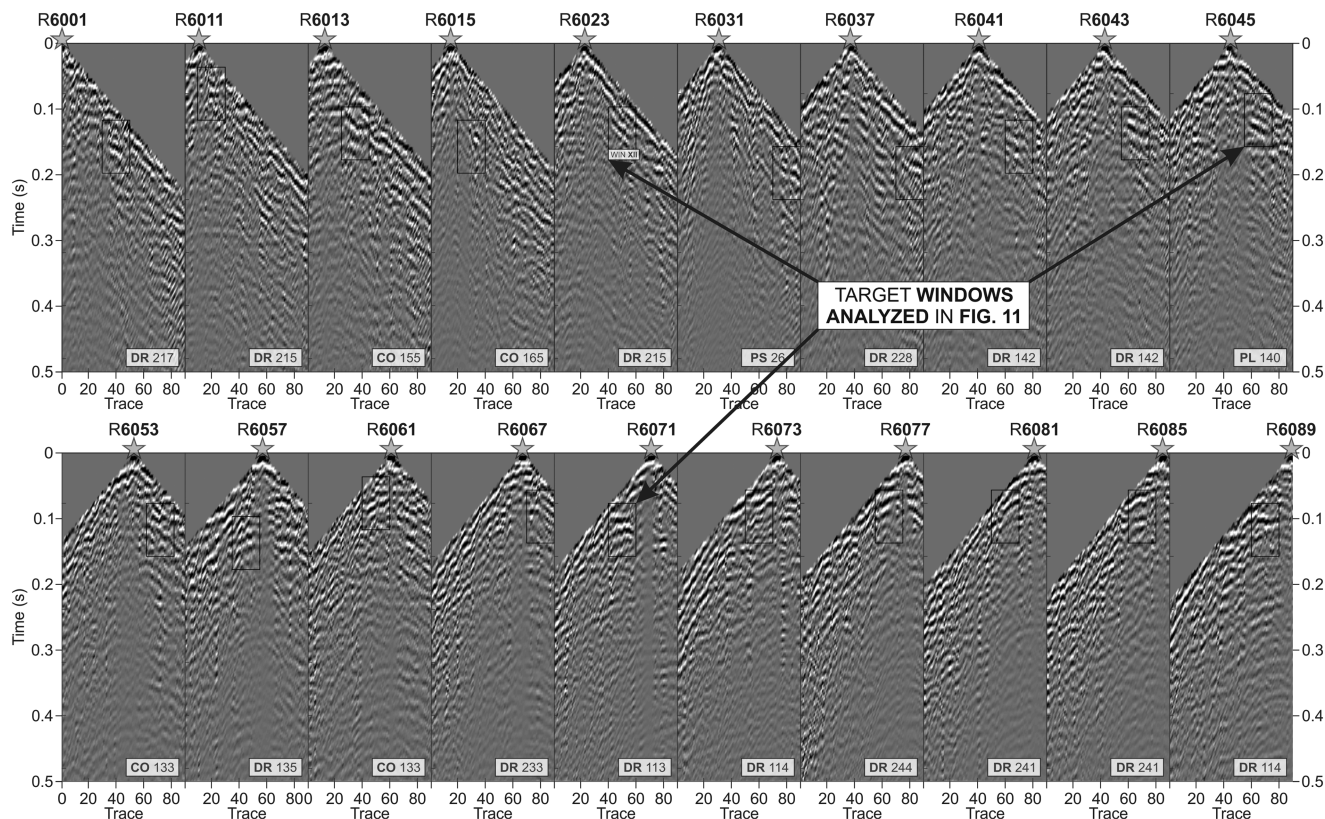 R6001 R6011 R6013 R6015 R6023 R6031 R6037 R6041 R6043 R6045
0 0
0.1 0.1
WIN XII
0.2 0.2
Time (s)
0.3 0.3
TARGET WINDOWS
ANALYZED IN FIG. 11
0.4 0.4
DR 217 DR 215 CO 155 CO 165 DR 215 PS 26 DR 228 DR 142 DR 142 PL 140
0.5 0.5
0 20 40 60 80 20 40 60 80 20 40 60 80 20 40 60 80 20 40 60 80 20 40 60 80 20 40 60 80 20 40 60 80 20 40 60 80 20 40 60 80
Trace Trace Trace Trace Trace Trace Trace Trace Trace Trace
R6053 R6057 R6061 R6067 R6071 R6073 R6077 R6081 R6085 R6089
0 0
0.1 0.1
0.2 0.2
Time (s)
0.3 0.3
0.4 0.4
CO 133 DR 135 CO 133 DR 233 DR 113 DR 114 DR 244 DR 241 DR 241 DR 114
0.5 0.5
0 20 40 60 80 20 40 60 800 20 40 60 80 20 40 60 80 20 40 60 80 20 40 60 80 20 40 60 80 20 40 60 80 20 40 60 80 20 40 60 80
Trace Trace Trace Trace Trace Trace Trace Trace Trace Trace